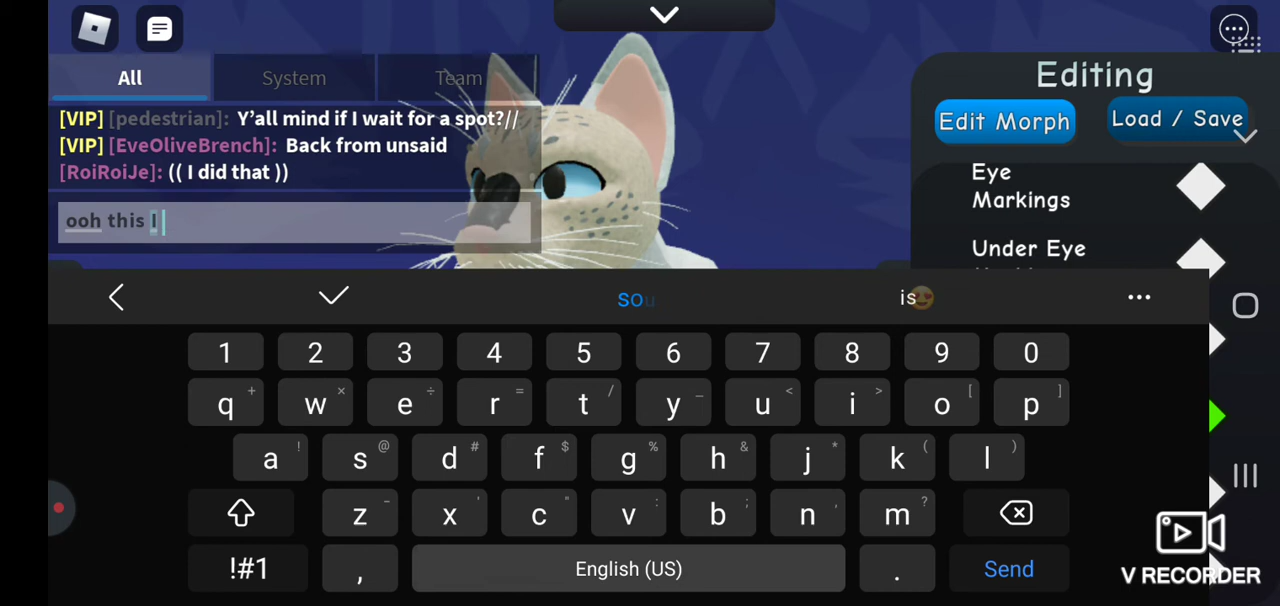 All
System
Team
Editing
Edit Morph
Load / Save
[VIP] [pedestrian]: Y'all mind if I wait for a spot?//
[VIP] [EveOliveBrench]: Back from unsaid
[RoiRoiJe]: (( I did that ))
ooh this I
Eye
Markings
Under Eye
sou
is😍
1 2 3 4 5 6 7 8 9 0
q + w × e ÷ r = t / y _ u < i > o [ p ]
a ! s @ d # f $ g % h & j * k ( l )
z - x ' c " v : b ; n , m ?
!#1 , English (US) . Send
V RECORDER